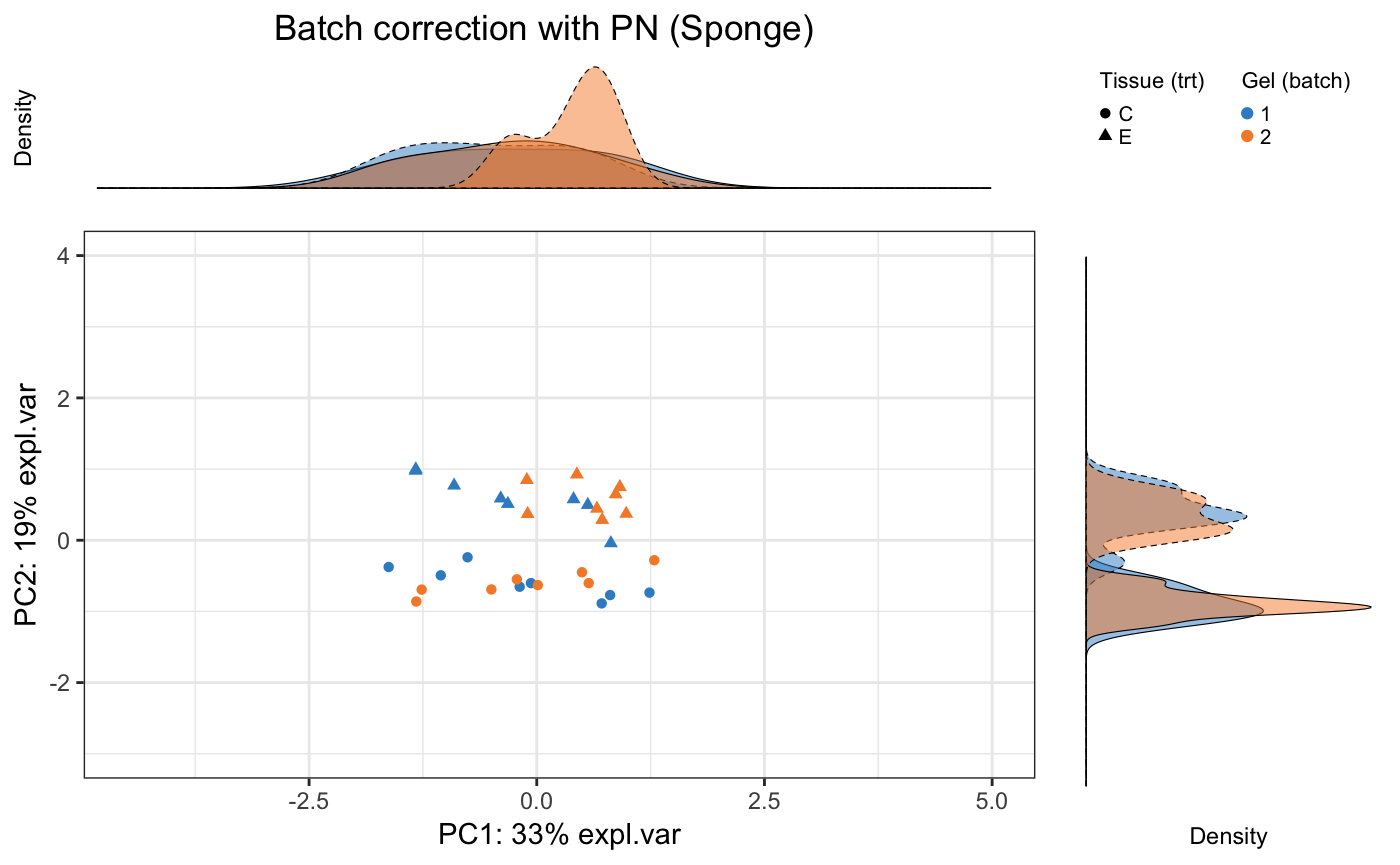 Batch correction with PN (Sponge)
Density
Tissue (trt)
C
E
Gel (batch)
1
2
PC2: 19% expl.var
4
2
0
-2
-2.5
0.0
2.5
5.0
PC1: 33% expl.var
Density